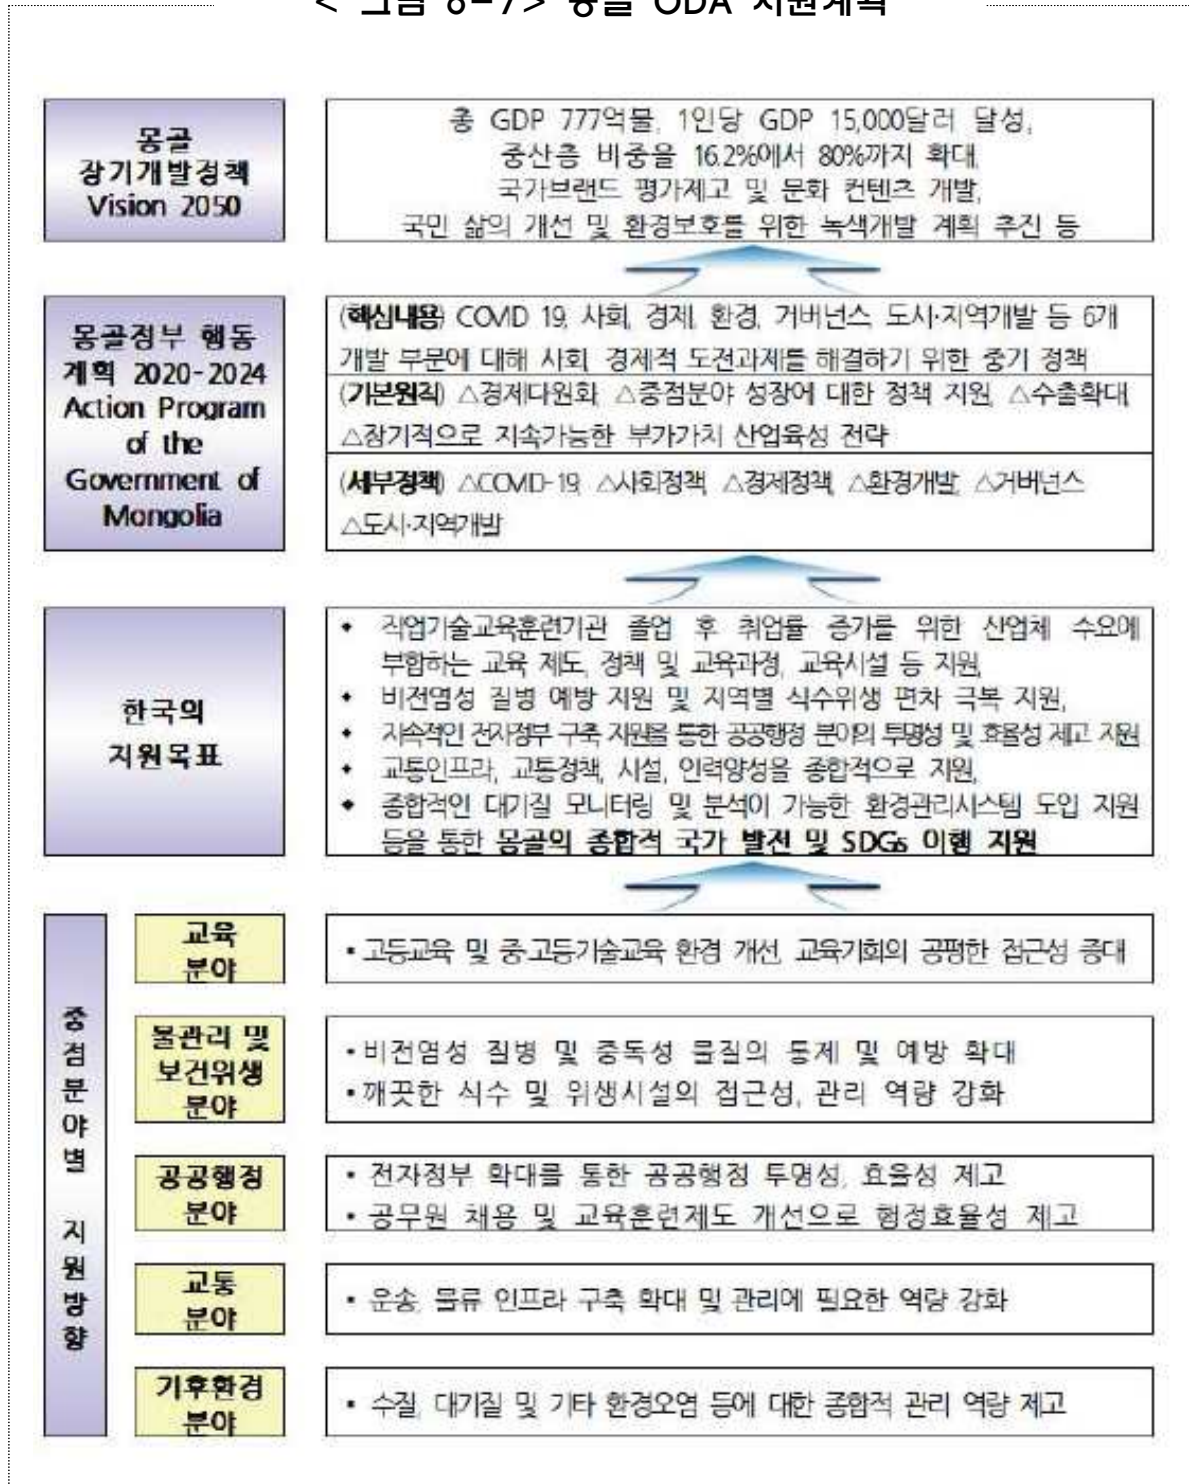 < 그림 6-7> 몽골 ODA 지원계획
몽골
장기개발정책
Vision 2050
총 GDP 777억불, 1인당 GDP 15,000달러 달성,
중산층 비중을 16.2%에서 80%까지 확대,
국가브랜드 평가제고 및 문화 컨텐츠 개발,
국민 삶의 개선 및 환경보호를 위한 녹색개발 계획 추진 등
몽골정부 행동
계획 2020-2024
Action Program
of the
Government of
Mongolia
(핵심내용) COVID 19, 사회, 경제, 환경, 거버넌스, 도시·지역개발 등 6개
개발 부문에 대해 사회, 경제적 도전과제를 해결하기 위한 중기 정책
(기본원칙) △경제다원화, △중점분야 성장에 대한 정책 지원, △수출확대,
△장기적으로 지속가능한 부가가치 산업육성 전략
(세부정책) △COVID-19, △사회정책, △경제정책, △환경개발, △거버넌스
△도시·지역개발
한국의
지원목표
◆ 직업기술교육훈련기관 졸업 후 취업률 증가를 위한 산업체 수요에
부합하는 교육 제도, 정책 및 교육과정, 교육시설 등 지원,
◆ 비전염성 질병 예방 지원 및 지역별 식수위생 편차 극복 지원,
◆ 지속적인 전자정부 구축 지원을 통한 공공행정 분야의 투명성 및 효율성 제고 지원
◆ 교통인프라, 교통정책, 시설, 인력양성을 종합적으로 지원,
◆ 종합적인 대기질 모니터링 및 분석이 가능한 환경관리시스템 도입 지원
등을 통한 몽골의 종합적 국가 발전 및 SDGs 이행 지원
중점분야별 지원방향
교육
분야
▪ 고등교육 및 중·고등기술교육 환경 개선, 교육기회의 공평한 접근성 증대
물관리 및
보건위생
분야
▪ 비전염성 질병 및 중독성 물질의 통제 및 예방 확대
▪ 깨끗한 식수 및 위생시설의 접근성, 관리 역량 강화
공공행정
분야
▪ 전자정부 확대를 통한 공공행정 투명성, 효율성 제고
▪ 공무원 채용 및 교육훈련제도 개선으로 행정효율성 제고
교통
분야
▪ 운송, 물류 인프라 구축 확대 및 관리에 필요한 역량 강화
기후환경
분야
▪ 수질, 대기질 및 기타 환경오염 등에 대한 종합적 관리 역량 제고